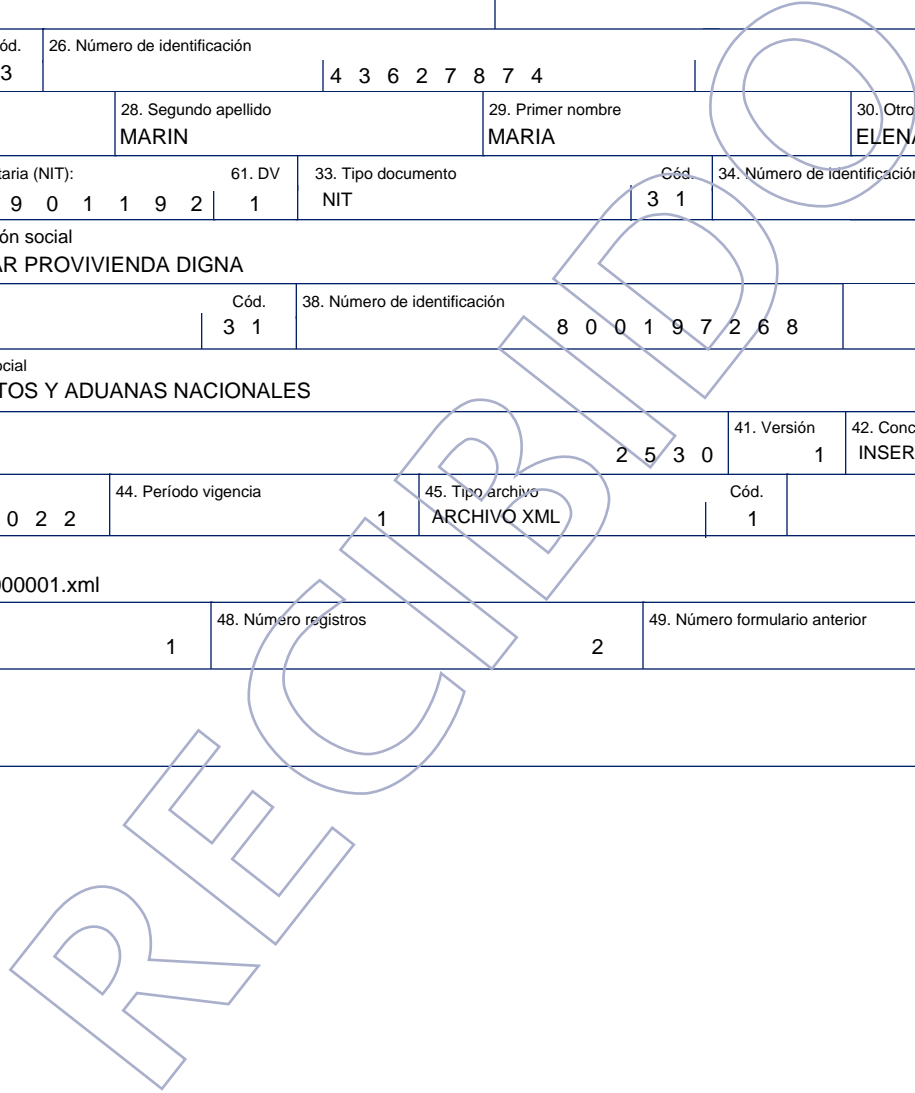 ód. 26. Número de identificación
3 4 3 6 2 7 8 7 4
28. Segundo apellido 29. Primer nombre 30. Otro
MARIN MARIA ELENA
taria (NIT): 61. DV 33. Tipo documento Cód. 34. Número de identificación
9 0 1 1 9 2 1 NIT 3 1
ón social
AR PROVIVIENDA DIGNA
Cód. 38. Número de identificación
3 1 8 0 0 1 9 7 2 6 8
ocial
TOS Y ADUANAS NACIONALES
41. Versión 42. Conc
2 5 3 0 1 INSER
44. Período vigencia 45. Tipo archivo Cód.
0 2 2 1 ARCHIVO XML 1
000001.xml
48. Número registros 49. Número formulario anterior
1 2
RECIBIDO